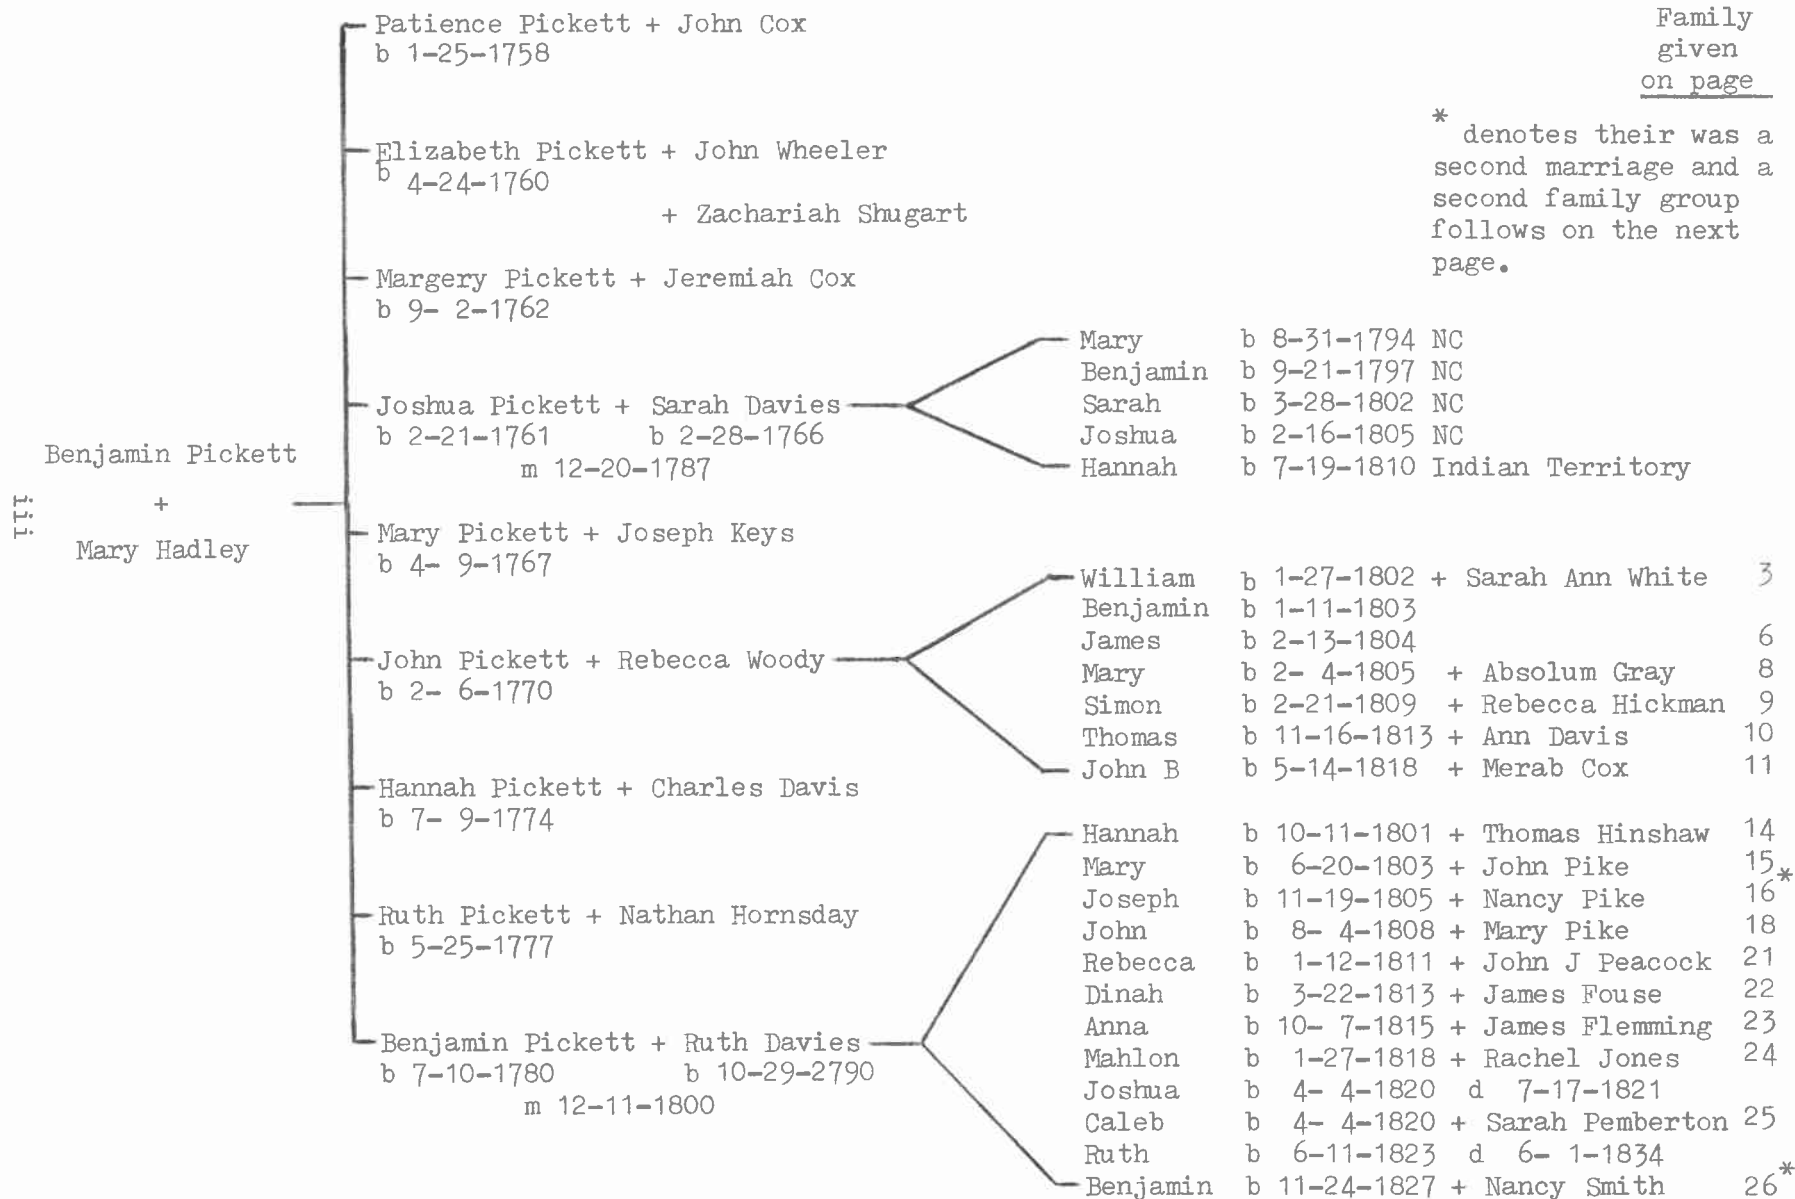 Family
given
on page
* denotes their was a
second marriage and a
second family group
follows on the next
page.
iii
Benjamin Pickett
+
Mary Hadley
Patience Pickett + John Cox
b 1-25-1758
Elizabeth Pickett + John Wheeler
b 4-24-1760
+ Zachariah Shugart
Margery Pickett + Jeremiah Cox
b 9- 2-1762
Joshua Pickett + Sarah Davies
b 2-21-1761 b 2-28-1766
m 12-20-1787
Mary b 8-31-1794 NC
Benjamin b 9-21-1797 NC
Sarah b 3-28-1802 NC
Joshua b 2-16-1805 NC
Hannah b 7-19-1810 Indian Territory
Mary Pickett + Joseph Keys
b 4- 9-1767
John Pickett + Rebecca Woody
b 2- 6-1770
William b 1-27-1802 + Sarah Ann White 3
Benjamin b 1-11-1803
James b 2-13-1804 6
Mary b 2- 4-1805 + Absolum Gray 8
Simon b 2-21-1809 + Rebecca Hickman 9
Thomas b 11-16-1813 + Ann Davis 10
John B b 5-14-1818 + Merab Cox 11
Hannah Pickett + Charles Davis
b 7- 9-1774
Ruth Pickett + Nathan Hornsday
b 5-25-1777
Benjamin Pickett + Ruth Davies
b 7-10-1780 b 10-29-2790
m 12-11-1800
Hannah b 10-11-1801 + Thomas Hinshaw 14
Mary b 6-20-1803 + John Pike 15
Joseph b 11-19-1805 + Nancy Pike 16*
John b 8- 4-1808 + Mary Pike 18
Rebecca b 1-12-1811 + John J Peacock 21
Dinah b 3-22-1813 + James Fouse 22
Anna b 10- 7-1815 + James Flemming 23
Mahlon b 1-27-1818 + Rachel Jones 24
Joshua b 4- 4-1820 d 7-17-1821
Caleb b 4- 4-1820 + Sarah Pemberton 25
Ruth b 6-11-1823 d 6- 1-1834
Benjamin b 11-24-1827 + Nancy Smith 26*